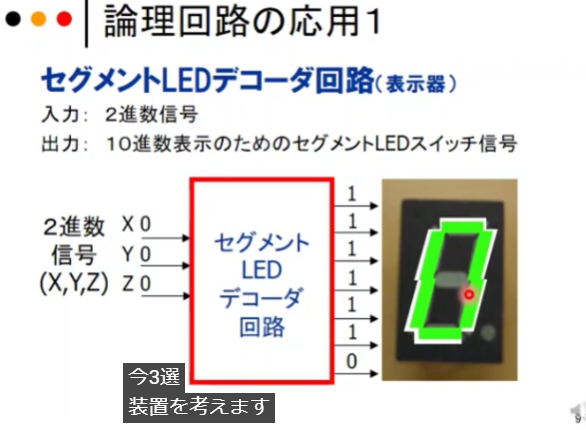 論理回路の応用1
セグメントLEDデコーダ回路(表示器)
入力: 2進数信号
出力: 10進数表示のためのセグメントLEDスイッチ信号
2進数
信号
(X,Y,Z)
X 0
Y 0
Z 0
セグメント
LED
デコーダ
回路
1
1
1
1
1
1
0
今3選
装置を考えます
9